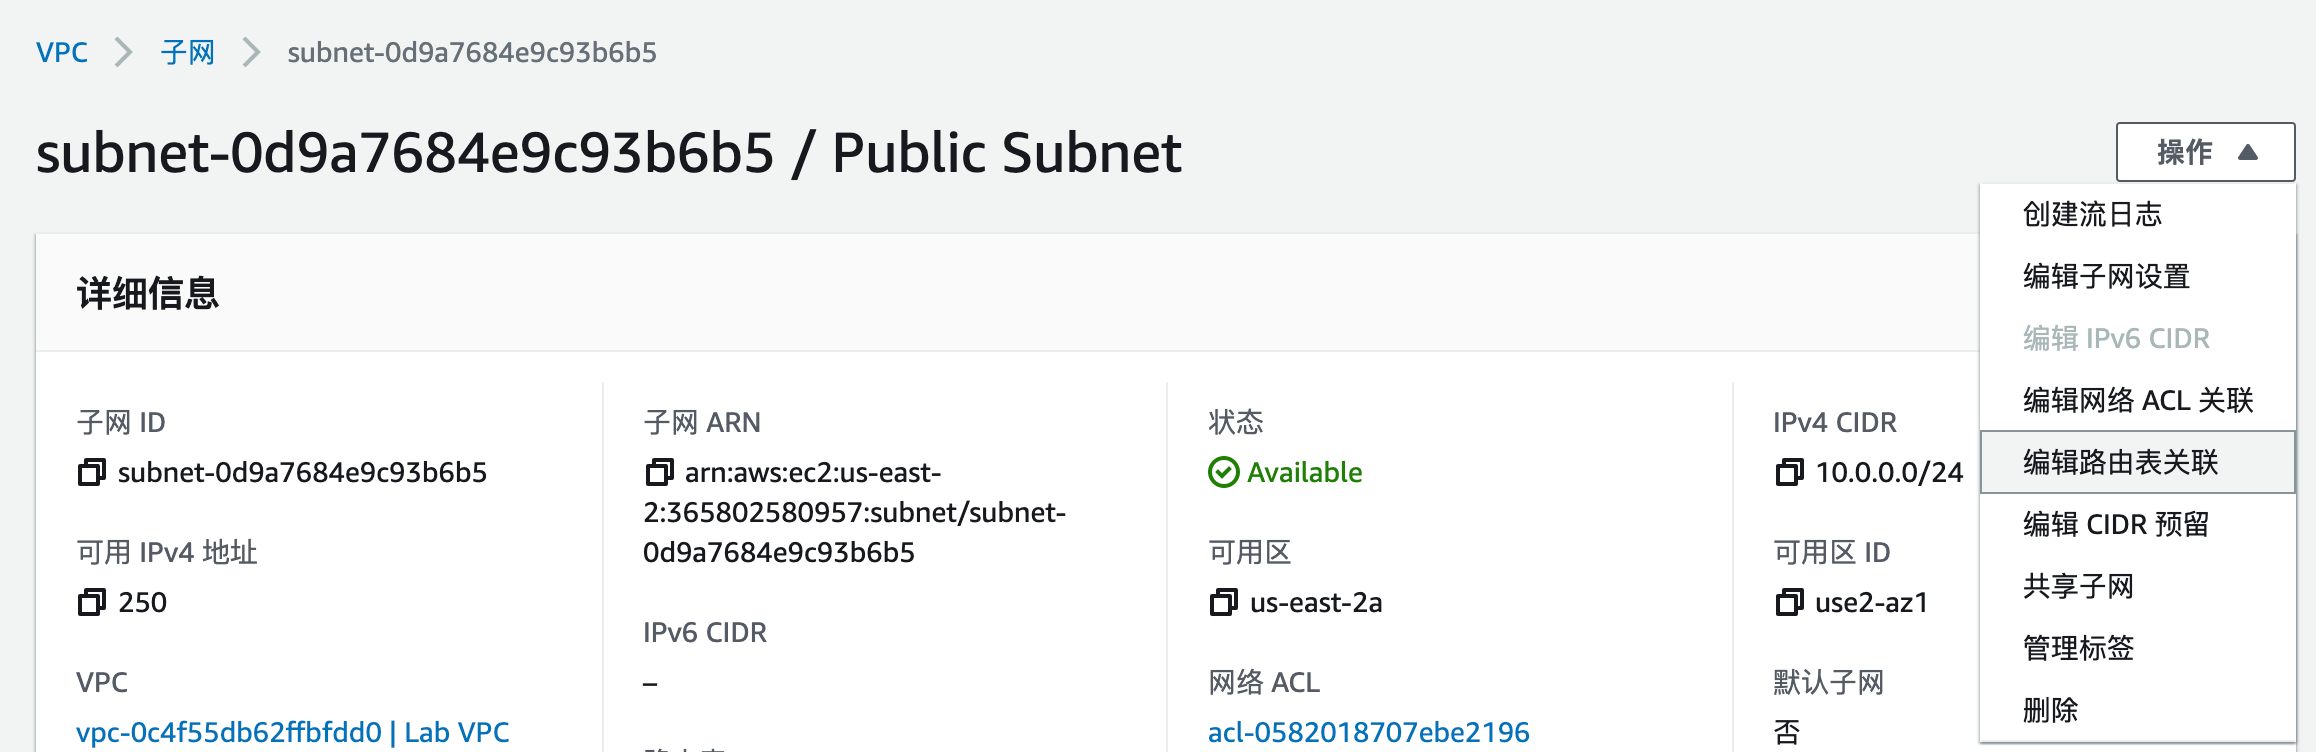 VPC
子网
subnet-0d9a7684e9c93b6b5
subnet-0d9a7684e9c93b6b5 / Public Subnet
操作
创建流日志
编辑子网设置
编辑 IPv6 CIDR
编辑网络 ACL 关联
编辑路由表关联
编辑 CIDR 预留
共享子网
管理标签
删除
详细信息
子网 ID
subnet-0d9a7684e9c93b6b5
可用 IPv4 地址
250
VPC
vpc-0c4f55db62ffbfdd0 | Lab VPC
子网 ARN
arn:aws:ec2:us-east-
2:365802580957:subnet/subnet-
0d9a7684e9c93b6b5
IPv6 CIDR
–
状态
Available
可用区
us-east-2a
网络 ACL
acl-0582018707ebe2196
IPv4 CIDR
10.0.0.0/24
可用区 ID
use2-az1
默认子网
否